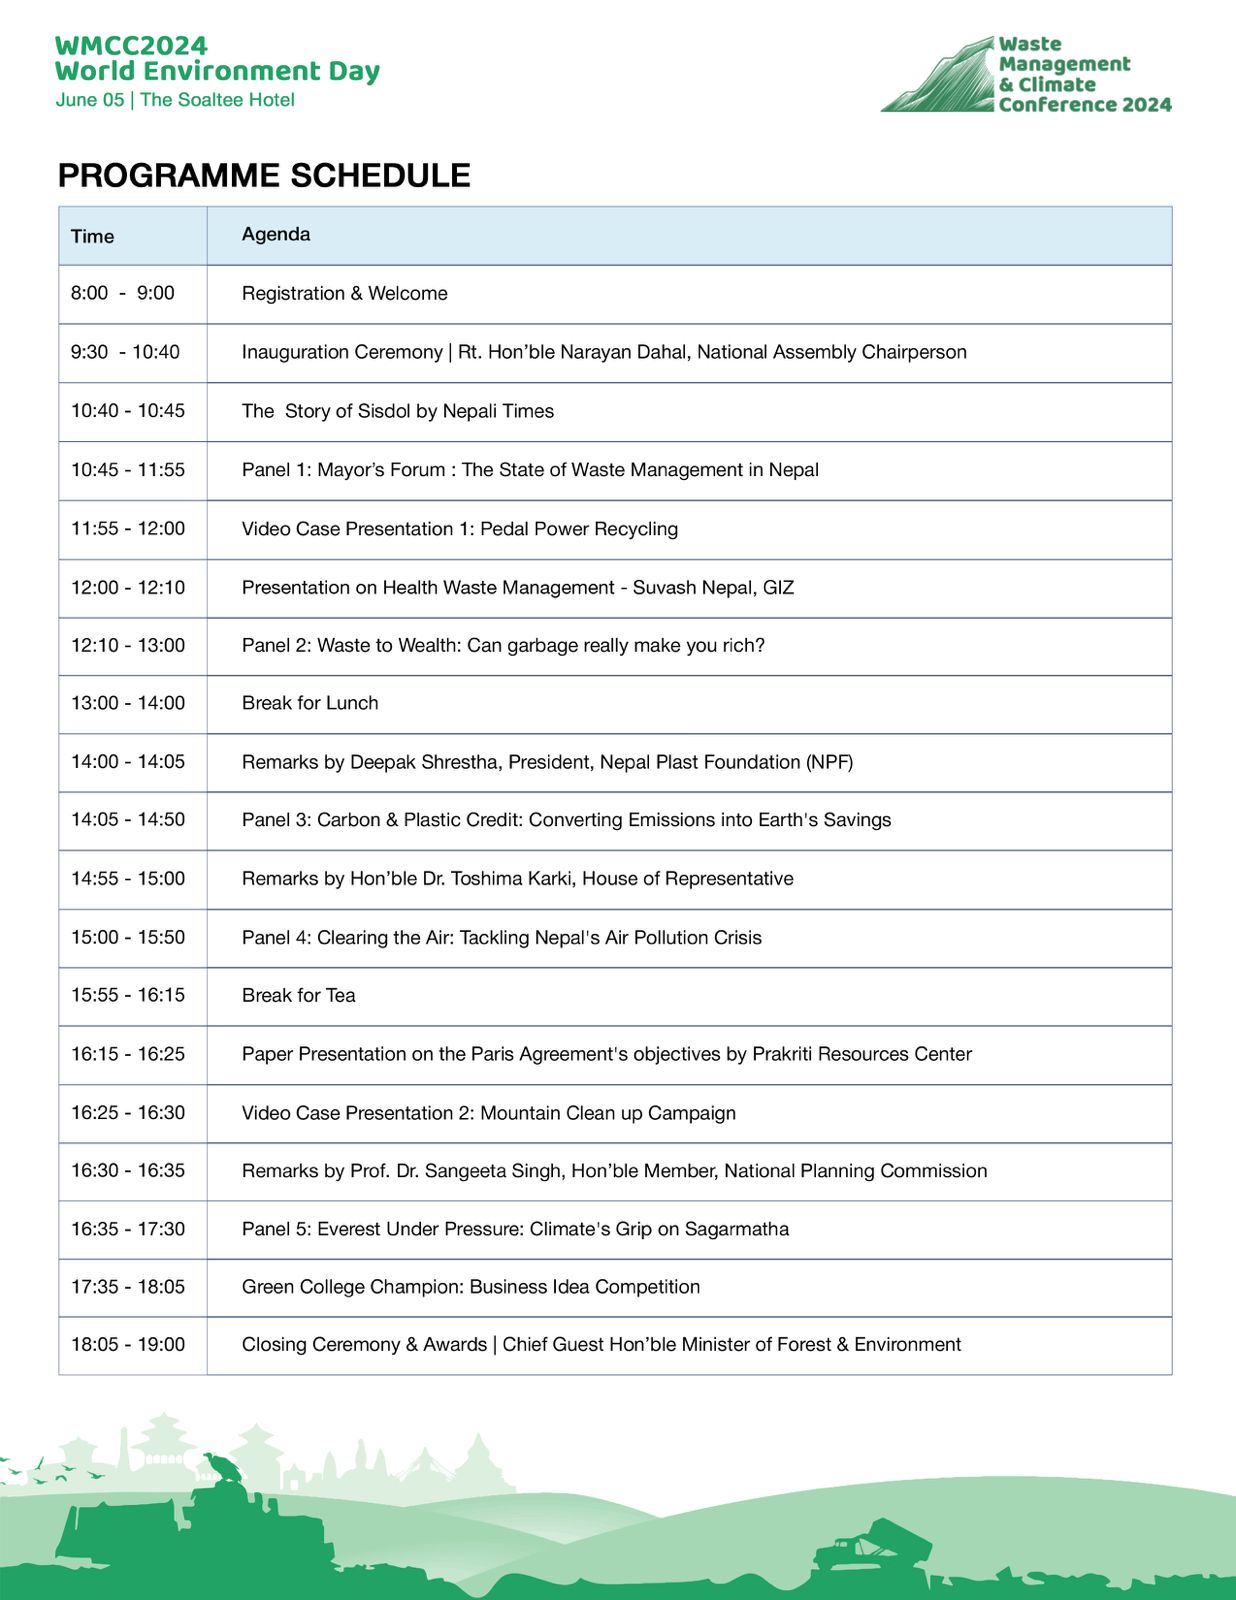 WMCC2024
World Environment Day
June 05 | The Soaltee Hotel
Waste
Management
& Climate
Conference 2024
PROGRAMME SCHEDULE
Time Agenda
8:00 - 9:00 Registration & Welcome
9:30 - 10:40 Inauguration Ceremony | Rt. Hon’ble Narayan Dahal, National Assembly Chairperson
10:40 - 10:45 The Story of Sisdol by Nepali Times
10:45 - 11:55 Panel 1: Mayor’s Forum : The State of Waste Management in Nepal
11:55 - 12:00 Video Case Presentation 1: Pedal Power Recycling
12:00 - 12:10 Presentation on Health Waste Management - Suvash Nepal, GIZ
12:10 - 13:00 Panel 2: Waste to Wealth: Can garbage really make you rich?
13:00 - 14:00 Break for Lunch
14:00 - 14:05 Remarks by Deepak Shrestha, President, Nepal Plast Foundation (NPF)
14:05 - 14:50 Panel 3: Carbon & Plastic Credit: Converting Emissions into Earth's Savings
14:55 - 15:00 Remarks by Hon’ble Dr. Toshima Karki, House of Representative
15:00 - 15:50 Panel 4: Clearing the Air: Tackling Nepal's Air Pollution Crisis
15:55 - 16:15 Break for Tea
16:15 - 16:25 Paper Presentation on the Paris Agreement's objectives by Prakriti Resources Center
16:25 - 16:30 Video Case Presentation 2: Mountain Clean up Campaign
16:30 - 16:35 Remarks by Prof. Dr. Sangeeta Singh, Hon’ble Member, National Planning Commission
16:35 - 17:30 Panel 5: Everest Under Pressure: Climate's Grip on Sagarmatha
17:35 - 18:05 Green College Champion: Business Idea Competition
18:05 - 19:00 Closing Ceremony & Awards | Chief Guest Hon’ble Minister of Forest & Environment